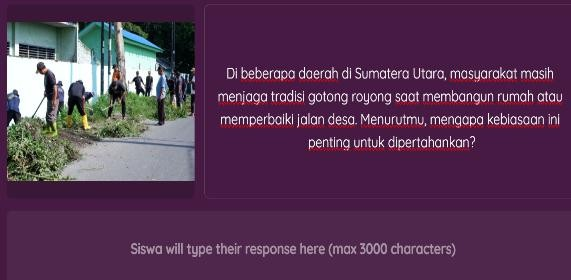 Di beberapa daerah di Sumatera Utara, masyarakat masih
menjaga tradisi gotong royong saat membangun rumah atau
memperbaiki jalan desa. Menurutmu, mengapa kebiasaan ini
penting untuk dipertahankan?
Siswa will type their response here (max 3000 characters)